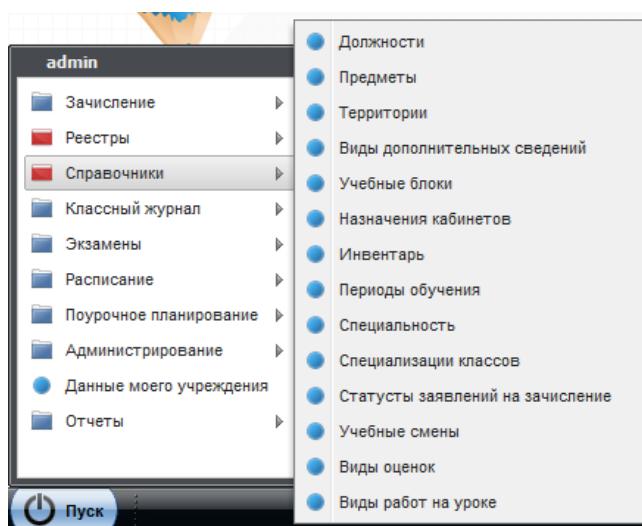 admin
Зачисление
Реестры
Справочники
Классный журнал
Экзамены
Расписание
Поурочное планирование
Администрирование
Данные моего учреждения
Отчеты
Пуск
Должности
Предметы
Территории
Виды дополнительных сведений
Учебные блоки
Назначения кабинетов
Инвентарь
Периоды обучения
Специальность
Специализации классов
Статусты заявлений на зачисление
Учебные смены
Виды оценок
Виды работ на уроке